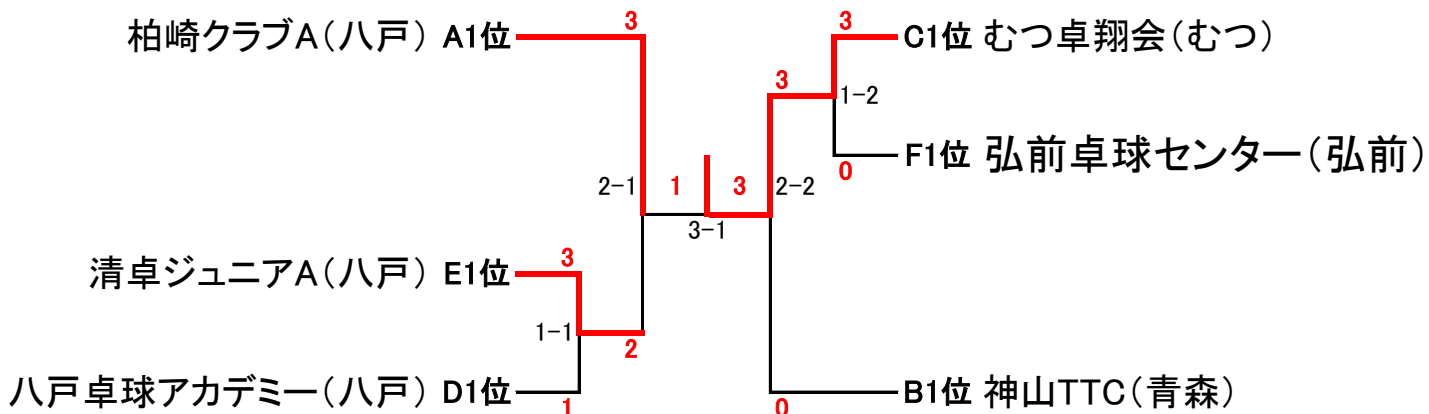 3
3
柏崎クラブA(八戸) A1位
C1位 むつ卓翔会(むつ)
3
1-2
F1位 弘前卓球センター(弘前)
0
2-1
1
3
2-2
3-1
3
清卓ジュニアA(八戸) E1位
1-1
2
八戸卓球アカデミー(八戸) D1位
B1位 神山TTC(青森)
1
0